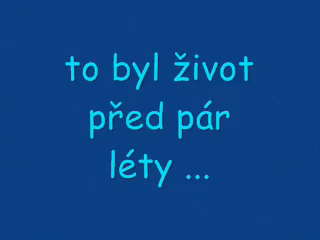 to byl život
před pár
léty ...